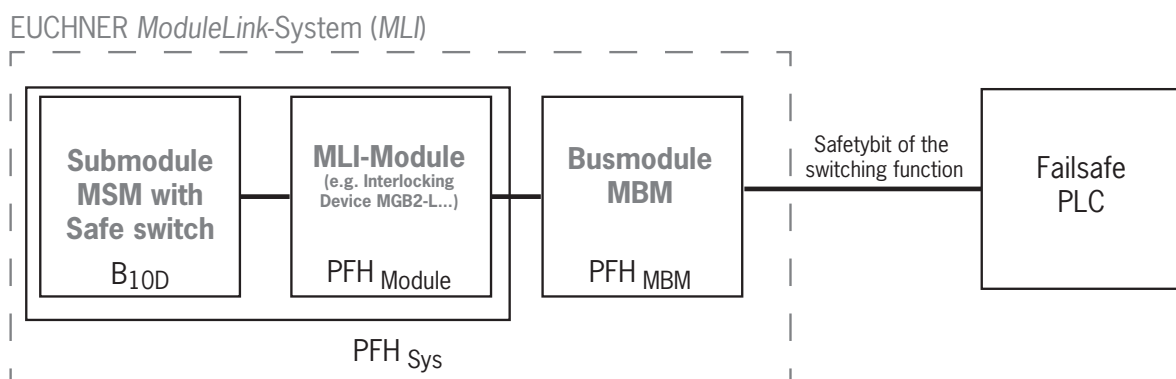 EUCHNER ModuleLink-System (MLI)
Submodule
MSM with
Safe switch
B10D
MLI-Module
(e.g. Interlocking
Device MGB2-L...)
PFH Module
Busmodule
MBM
PFH MBM
PFH Sys
Safetybit of the
switching function
Failsafe
PLC